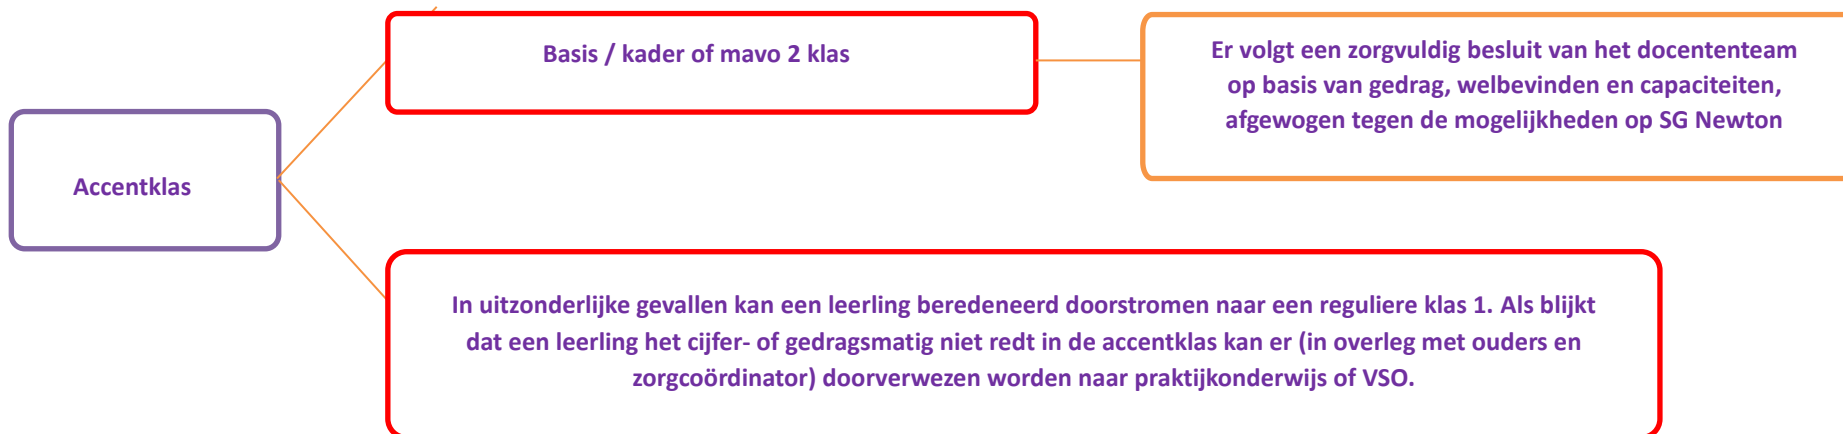 Basis / kader of mavo 2 klas
Er volgt een zorgvuldig besluit van het docententeam
op basis van gedrag, welbevinden en capaciteiten,
afgewogen tegen de mogelijkheden op SG Newton
Accentklas
In uitzonderlijke gevallen kan een leerling beredeneerd doorstromen naar een reguliere klas 1. Als blijkt
dat een leerling het cijfer- of gedragsmatig niet redt in de accentklas kan er (in overleg met ouders en
zorgcoördinator) doorverwezen worden naar praktijkonderwijs of VSO.